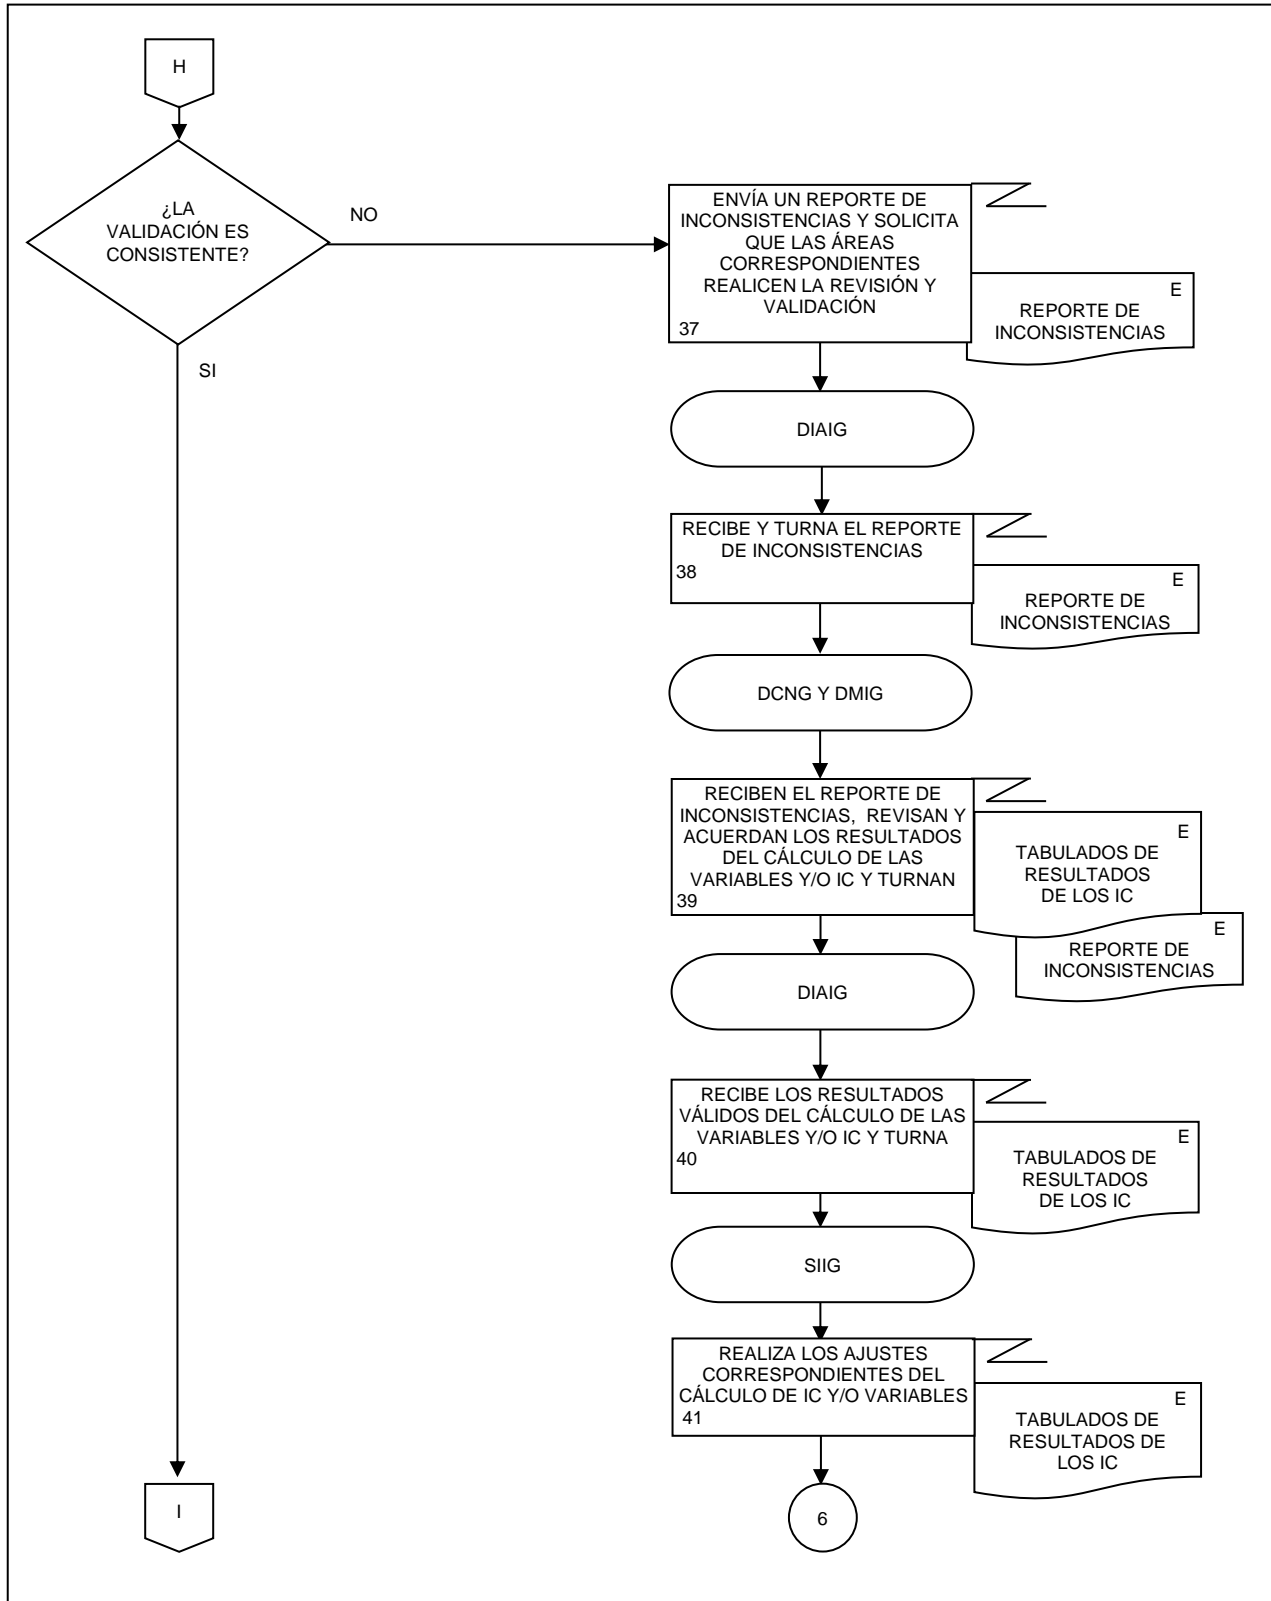 H
¿LA
VALIDACIÓN ES
CONSISTENTE?
NO
SI
ENVÍA UN REPORTE DE
INCONSISTENCIAS Y SOLICITA
QUE LAS ÁREAS
CORRESPONDIENTES
REALICEN LA REVISIÓN Y
VALIDACIÓN
37
E
REPORTE DE
INCONSISTENCIAS
DIAIG
RECIBE Y TURNA EL REPORTE
DE INCONSISTENCIAS
38
E
REPORTE DE
INCONSISTENCIAS
DCNG Y DMIG
RECIBEN EL REPORTE DE
INCONSISTENCIAS, REVISAN Y
ACUERDAN LOS RESULTADOS
DEL CÁLCULO DE LAS
VARIABLES Y/O IC Y TURNAN
39
E
TABULADOS DE
RESULTADOS
DE LOS IC
E
REPORTE DE
INCONSISTENCIAS
DIAIG
RECIBE LOS RESULTADOS
VÁLIDOS DEL CÁLCULO DE LAS
VARIABLES Y/O IC Y TURNA
40
E
TABULADOS DE
RESULTADOS
DE LOS IC
SIIG
REALIZA LOS AJUSTES
CORRESPONDIENTES DEL
CÁLCULO DE IC Y/O VARIABLES
41
E
TABULADOS DE
RESULTADOS DE
LOS IC
I
6